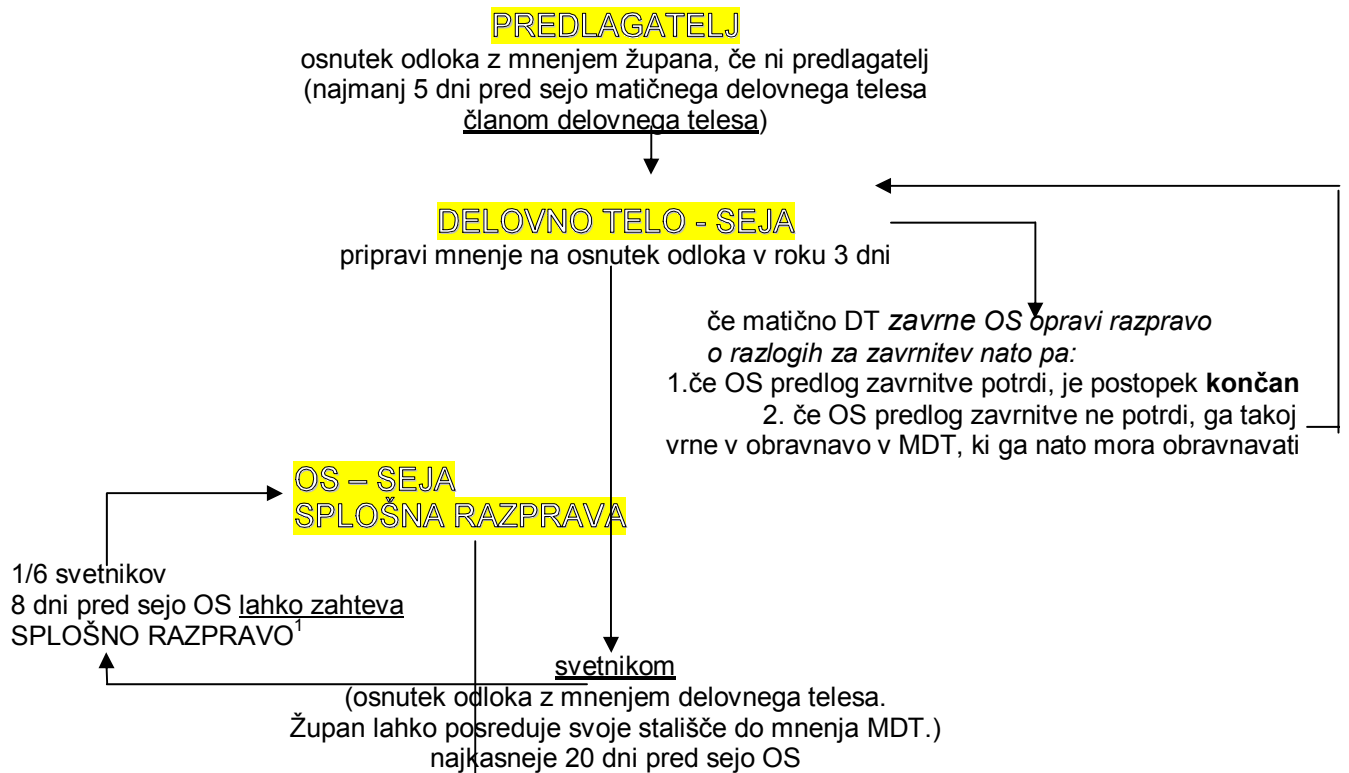 PREDLAGATELJ
osnutek odloka z mnenjem župana, če ni predlagatelj
(najmanj 5 dni pred sejo matičnega delovnega telesa
članom delovnega telesa)
DELOVNO TELO - SEJA
pripravi mnenje na osnutek odloka v roku 3 dni
če matično DT zavrne OS opravi razpravo
o razlogih za zavrnitev nato pa:
1.če OS predlog zavrnitve potrdi, je postopek končan
2. če OS predlog zavrnitve ne potrdi, ga takoj
vrne v obravnavo v MDT, ki ga nato mora obravnavati
OS – SEJA
SPLOŠNA RAZPRAVA
1/6 svetnikov
8 dni pred sejo OS lahko zahteva
SPLOŠNO RAZPRAVO1
svetnikom
(osnutek odloka z mnenjem delovnega telesa.
Župan lahko posreduje svoje stališče do mnenja MDT.)
najkasneje 20 dni pred sejo OS